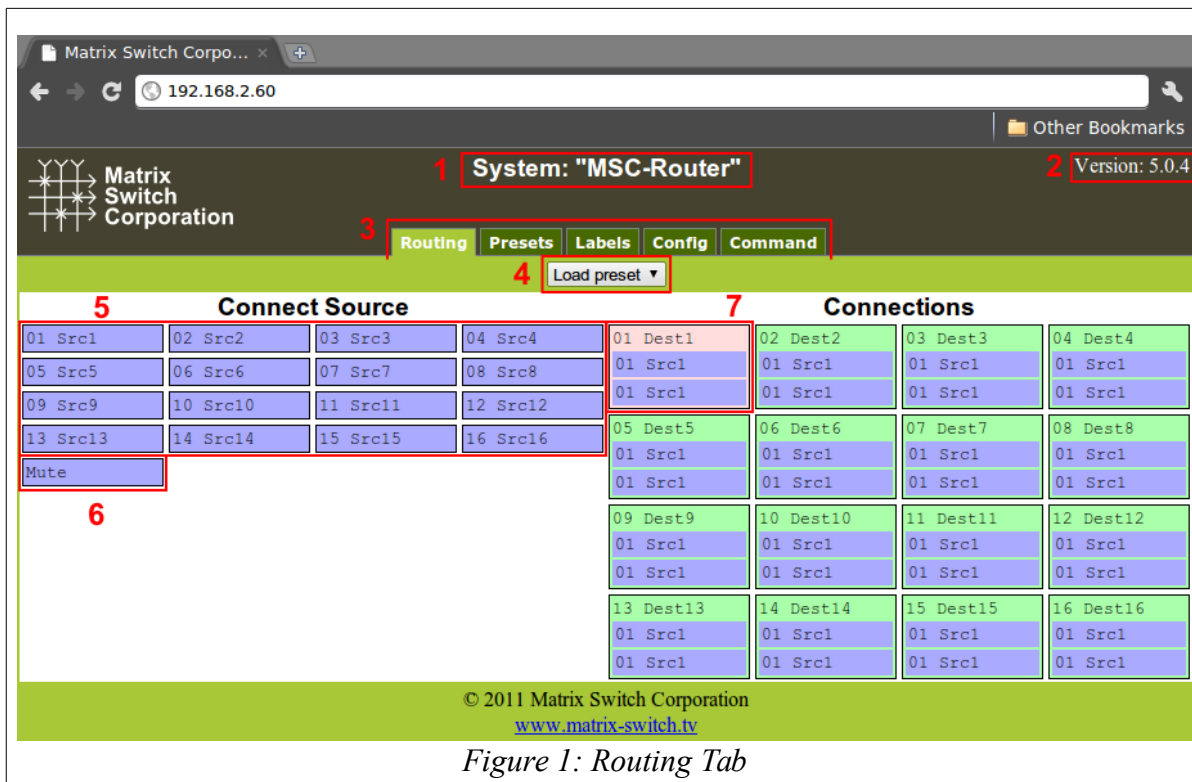 Matrix Switch Corpo... ×
192.168.2.60
Other Bookmarks
Matrix
Switch
Corporation
1 System: "MSC-Router"
2 Version: 5.0.4
3 Routing Presets Labels Config Command
4 Load preset ▼
5 Connect Source 7 Connections
01 Src1 02 Src2 03 Src3 04 Src4
05 Src5 06 Src6 07 Src7 08 Src8
09 Src9 10 Src10 11 Src11 12 Src12
13 Src13 14 Src14 15 Src15 16 Src16
Mute
6
01 Dest1 02 Dest2 03 Dest3 04 Dest4
01 Src1 01 Src1 01 Src1 01 Src1
01 Src1 01 Src1 01 Src1 01 Src1
05 Dest5 06 Dest6 07 Dest7 08 Dest8
01 Src1 01 Src1 01 Src1 01 Src1
01 Src1 01 Src1 01 Src1 01 Src1
09 Dest9 10 Dest10 11 Dest11 12 Dest12
01 Src1 01 Src1 01 Src1 01 Src1
01 Src1 01 Src1 01 Src1 01 Src1
13 Dest13 14 Dest14 15 Dest15 16 Dest16
01 Src1 01 Src1 01 Src1 01 Src1
01 Src1 01 Src1 01 Src1 01 Src1
© 2011 Matrix Switch Corporation
www.matrix-switch.tv
Figure 1: Routing Tab